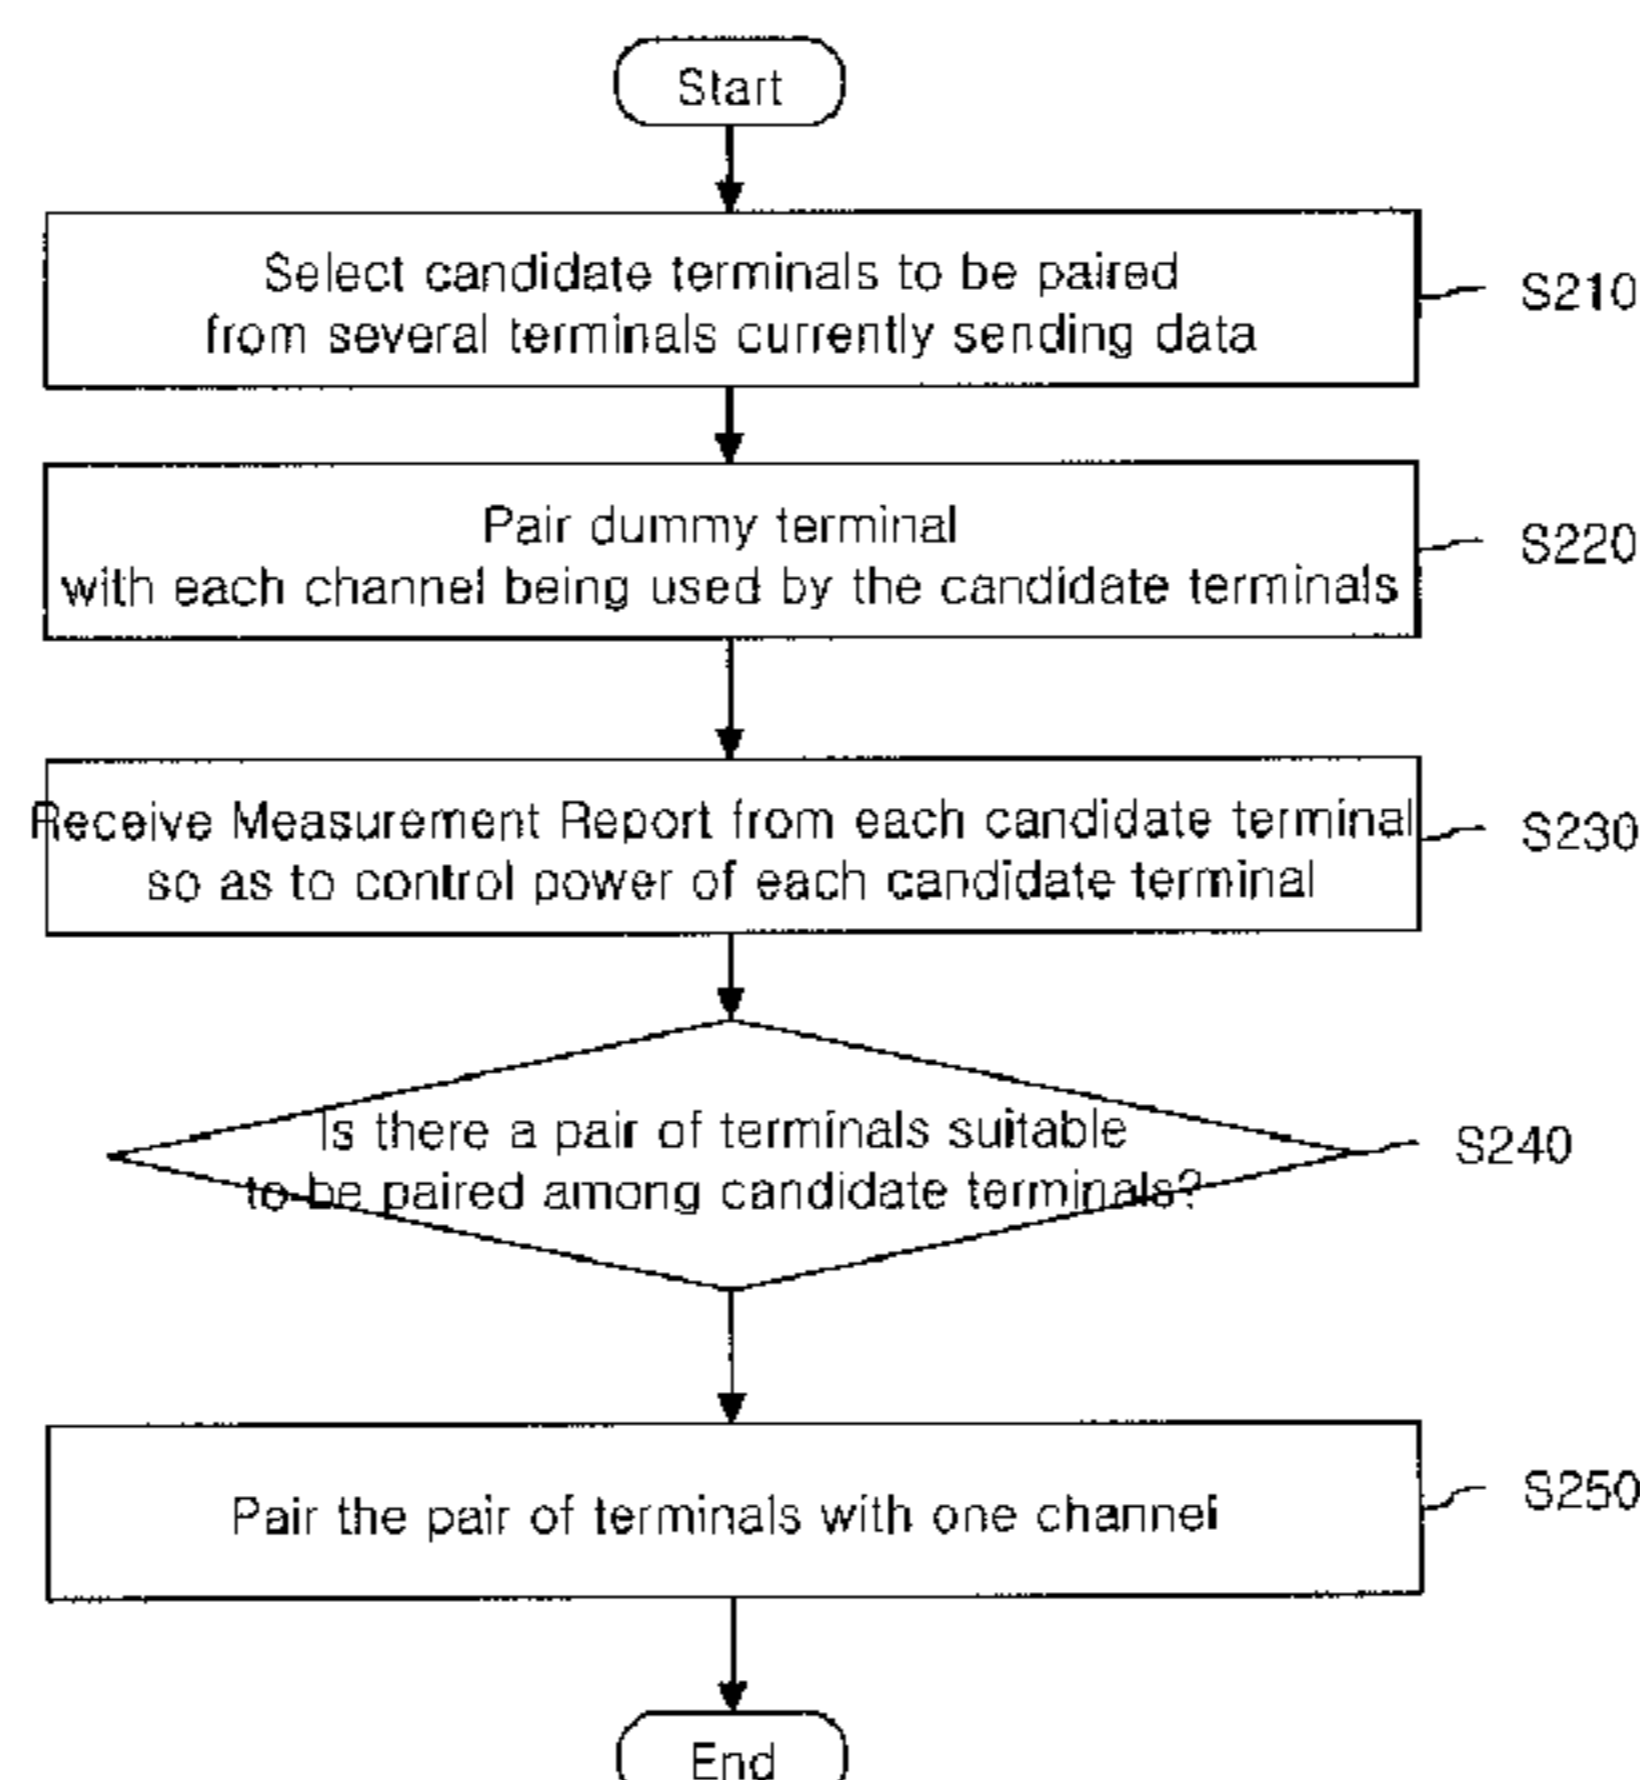 Start
Select candidate terminals to be paired
from several terminals currently sending data
S210
Pair dummy terminal
with each channel being used by the candidate terminals
S220
Receive Measurement Report from each candidate terminal
so as to control power of each candidate terminal
S230
Is there a pair of terminals suitable
to be paired among candidate terminals?
S240
Pair the pair of terminals with one channel
S250
End